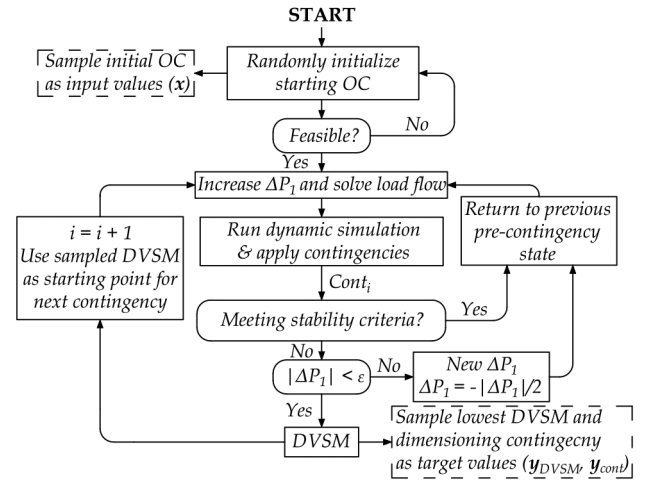 START
Sample initial OC
as input values (x)
Randomly initialize
starting OC
Feasible?
No
Yes
Increase ΔP₁ and solve load flow
i = i + 1
Use sampled DVSM
as starting point for
next contingency
Run dynamic simulation
& apply contingencies
Return to previous
pre-contingency
state
Contᵢ
Meeting stability criteria?
Yes
No
|ΔP₁| < ε
No
New ΔP₁
ΔP₁ = -|ΔP₁|/2
Yes
DVSM
Sample lowest DVSM and
dimensioning contingecny
as target values (y_DVSM, y_cont)